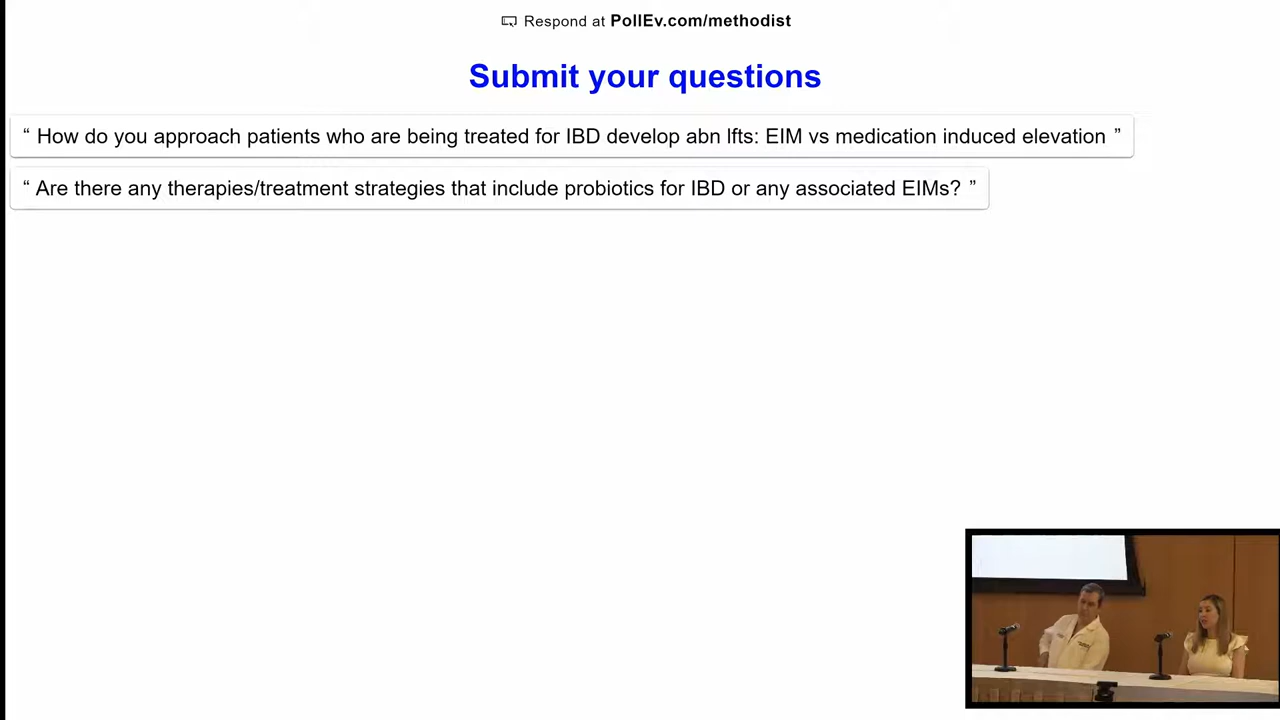 Respond at PollEv.com/methodist
Submit your questions
“ How do you approach patients who are being treated for IBD develop abn lfts: EIM vs medication induced elevation ”
“ Are there any therapies/treatment strategies that include probiotics for IBD or any associated EIMs? ”